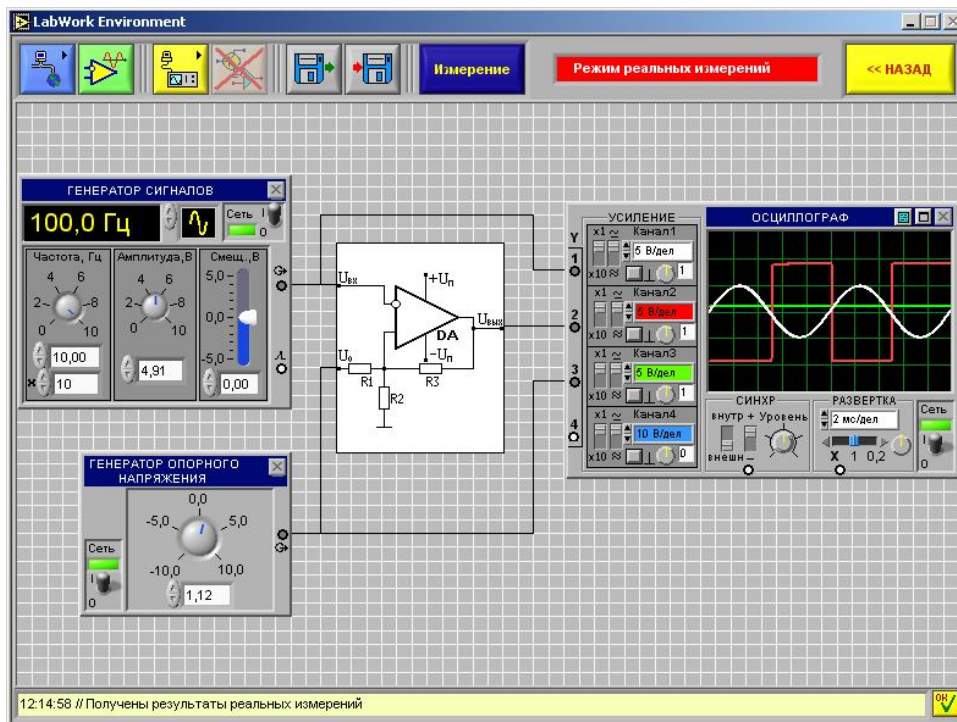 LabWork Environment
Измерение
Режим реальных измерений
<< НАЗАД
ГЕНЕРАТОР СИГНАЛОВ
100,0 Гц
Сеть I
0
Частота, Гц
4 6
2 8
0 10
10,00
× 10
Амплитуда,В
4 6
2 8
0 10
4,91
Смещ.,В
5,0
0,0
-5,0
0,00
Uвх
+Uп
DA
Uвых
-Uп
Uо
R1
R3
R2
УСИЛЕНИЕ
Y
1
x1 Канал1
5 В/дел
x10 1
2
x1 Канал2
5 В/дел
x10 1
3
x1 Канал3
5 В/дел
x10 1
4
x1 Канал4
10 В/дел
x10 0
ОСЦИЛЛОГРАФ
СИНХР
внутр + Уровень
внешн –
РАЗВЕРТКА
2 мс/дел
X 1 0,2
Сеть
I
0
ГЕНЕРАТОР ОПОРНОГО
НАПРЯЖЕНИЯ
0,0
-5,0 5,0
-10,0 10,0
1,12
Сеть
I
0
12:14:58 // Получены результаты реальных измерений
OK